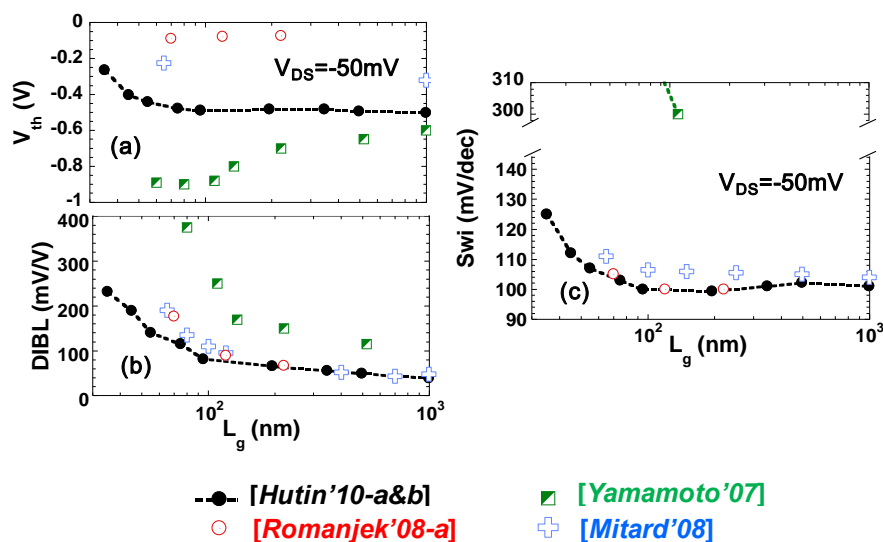 0
-0.2
-0.4
-0.6
-0.8
-1
V_th (V)
V_DS=-50mV
(a)
400
300
200
100
0
DIBL (mV/V)
(b)
10^2
10^3
L_g (nm)
310
300
130
120
110
100
90
Swi (mV/dec)
V_DS=-50mV
(c)
10^2
10^3
L_g (nm)
[Hutin'10-a&b]
[Yamamoto'07]
[Romanjek'08-a]
[Mitard'08]